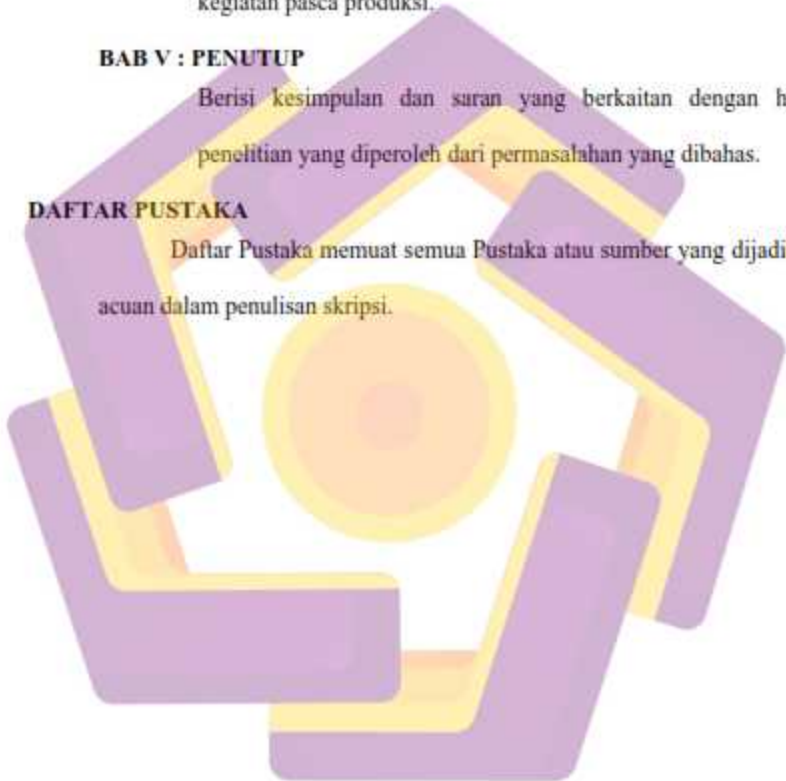 kegiatan pasca produksi.
BAB V : PENUTUP
Berisi kesimpulan dan saran yang berkaitan dengan
penelitian yang diperoleh dari permasalahan yang dibahas.
DAFTAR PUSTAKA
Daftar Pustaka memuat semua Pustaka atau sumber yang
acuan dalam penulisan skripsi.